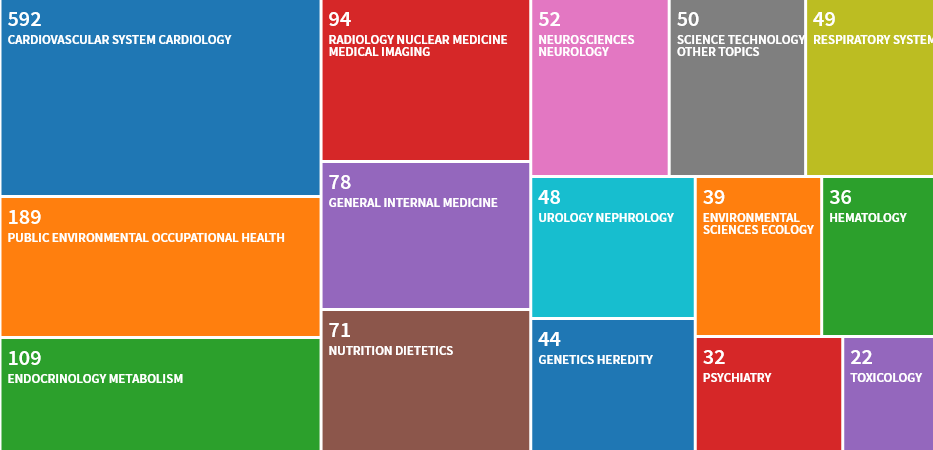 592
CARDIOVASCULAR SYSTEM CARDIOLOGY
189
PUBLIC ENVIRONMENTAL OCCUPATIONAL HEALTH
109
ENDOCRINOLOGY METABOLISM
94
RADIOLOGY NUCLEAR MEDICINE
MEDICAL IMAGING
78
GENERAL INTERNAL MEDICINE
71
NUTRITION DIETETICS
52
NEUROSCIENCES
NEUROLOGY
50
SCIENCE TECHNOLOGY
OTHER TOPICS
49
RESPIRATORY SYSTEM
48
UROLOGY NEPHROLOGY
44
GENETICS HEREDITY
39
ENVIRONMENTAL
SCIENCES ECOLOGY
36
HEMATOLOGY
32
PSYCHIATRY
22
TOXICOLOGY